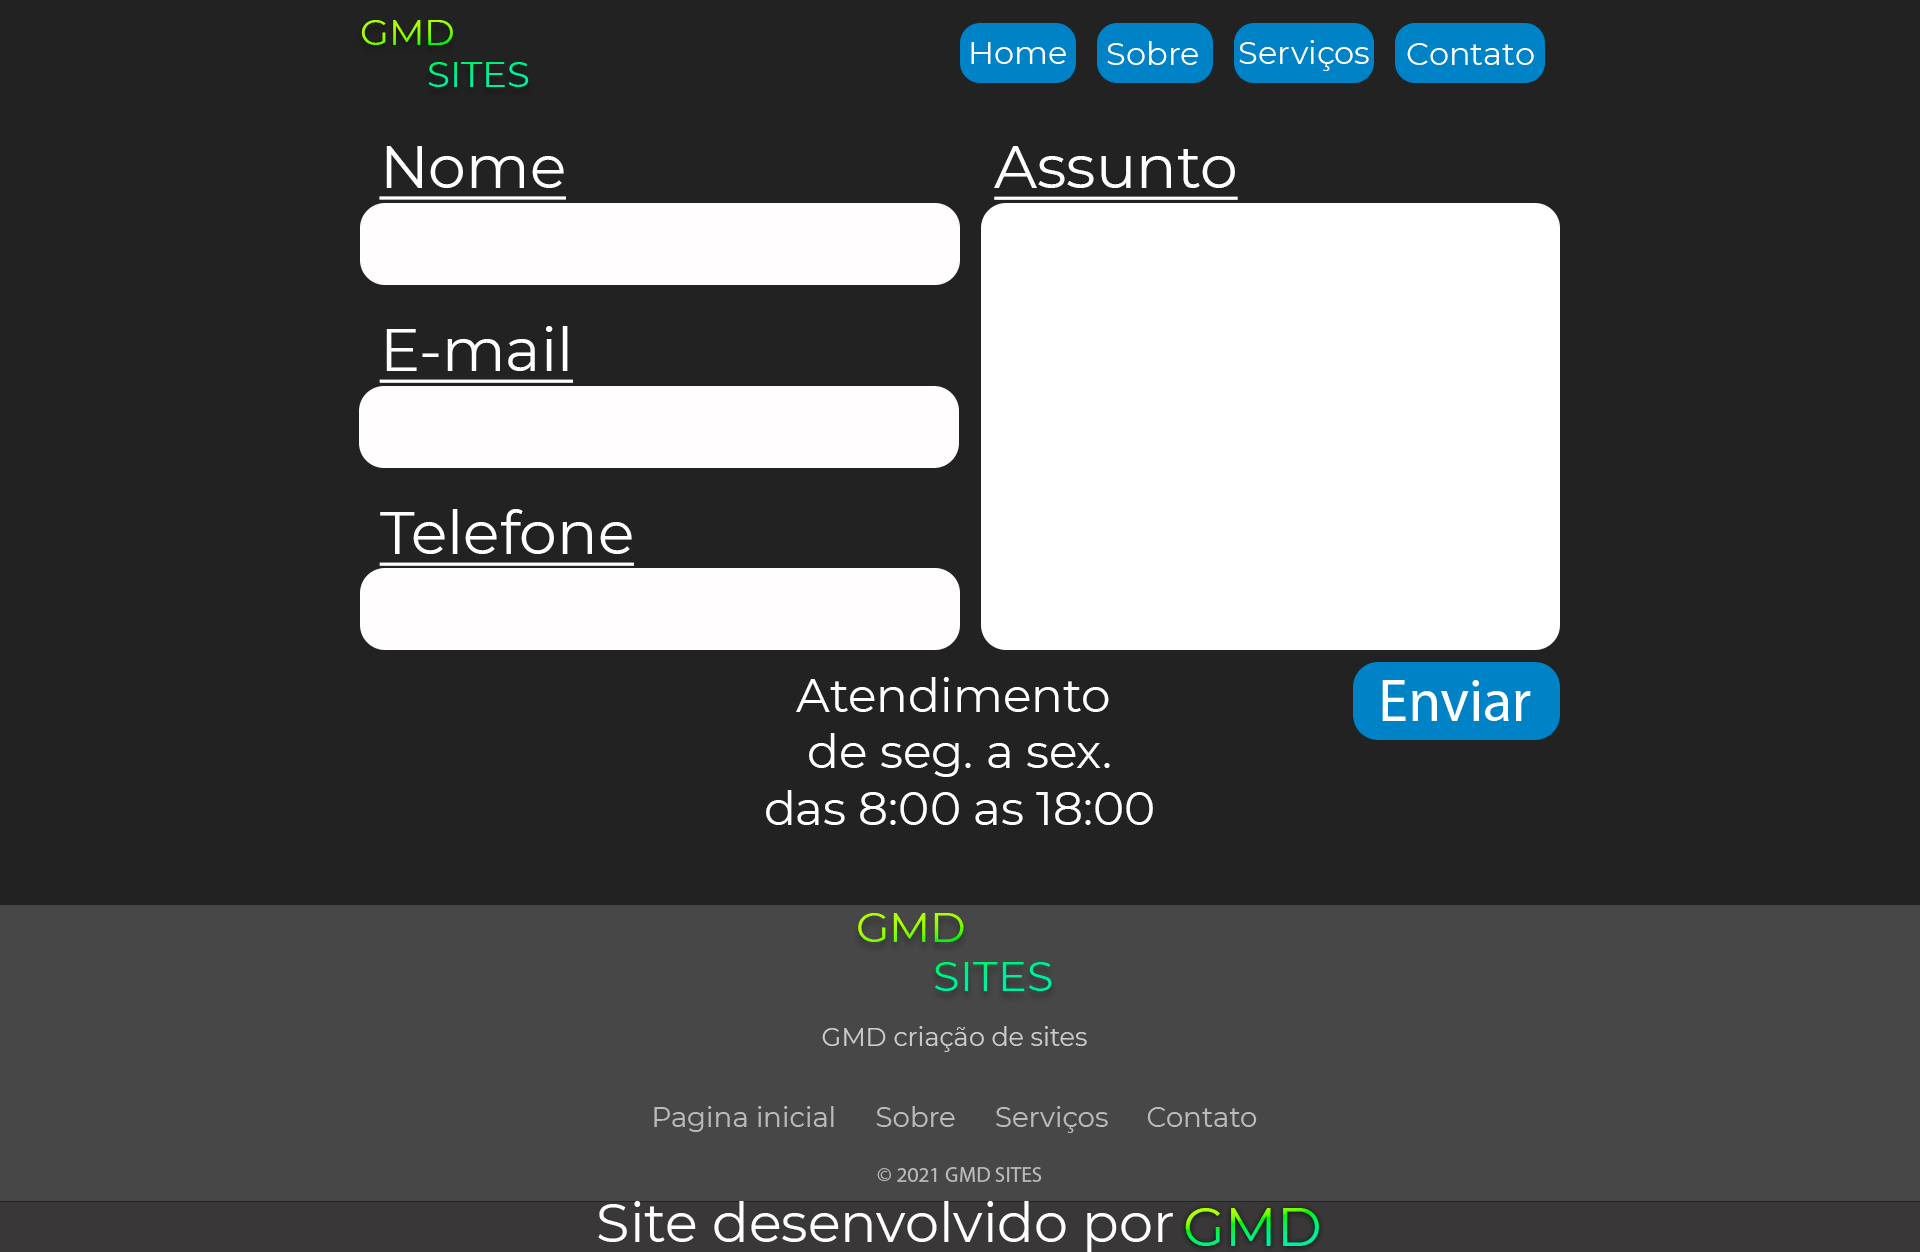 GMD
SITES
Home Sobre Serviços Contato
Nome
Assunto
E-mail
Telefone
Enviar
Atendimento
de seg. a sex.
das 8:00 as 18:00
GMD
SITES
GMD criação de sites
Pagina inicial Sobre Serviços Contato
© 2021 GMD SITES
Site desenvolvido por GMD